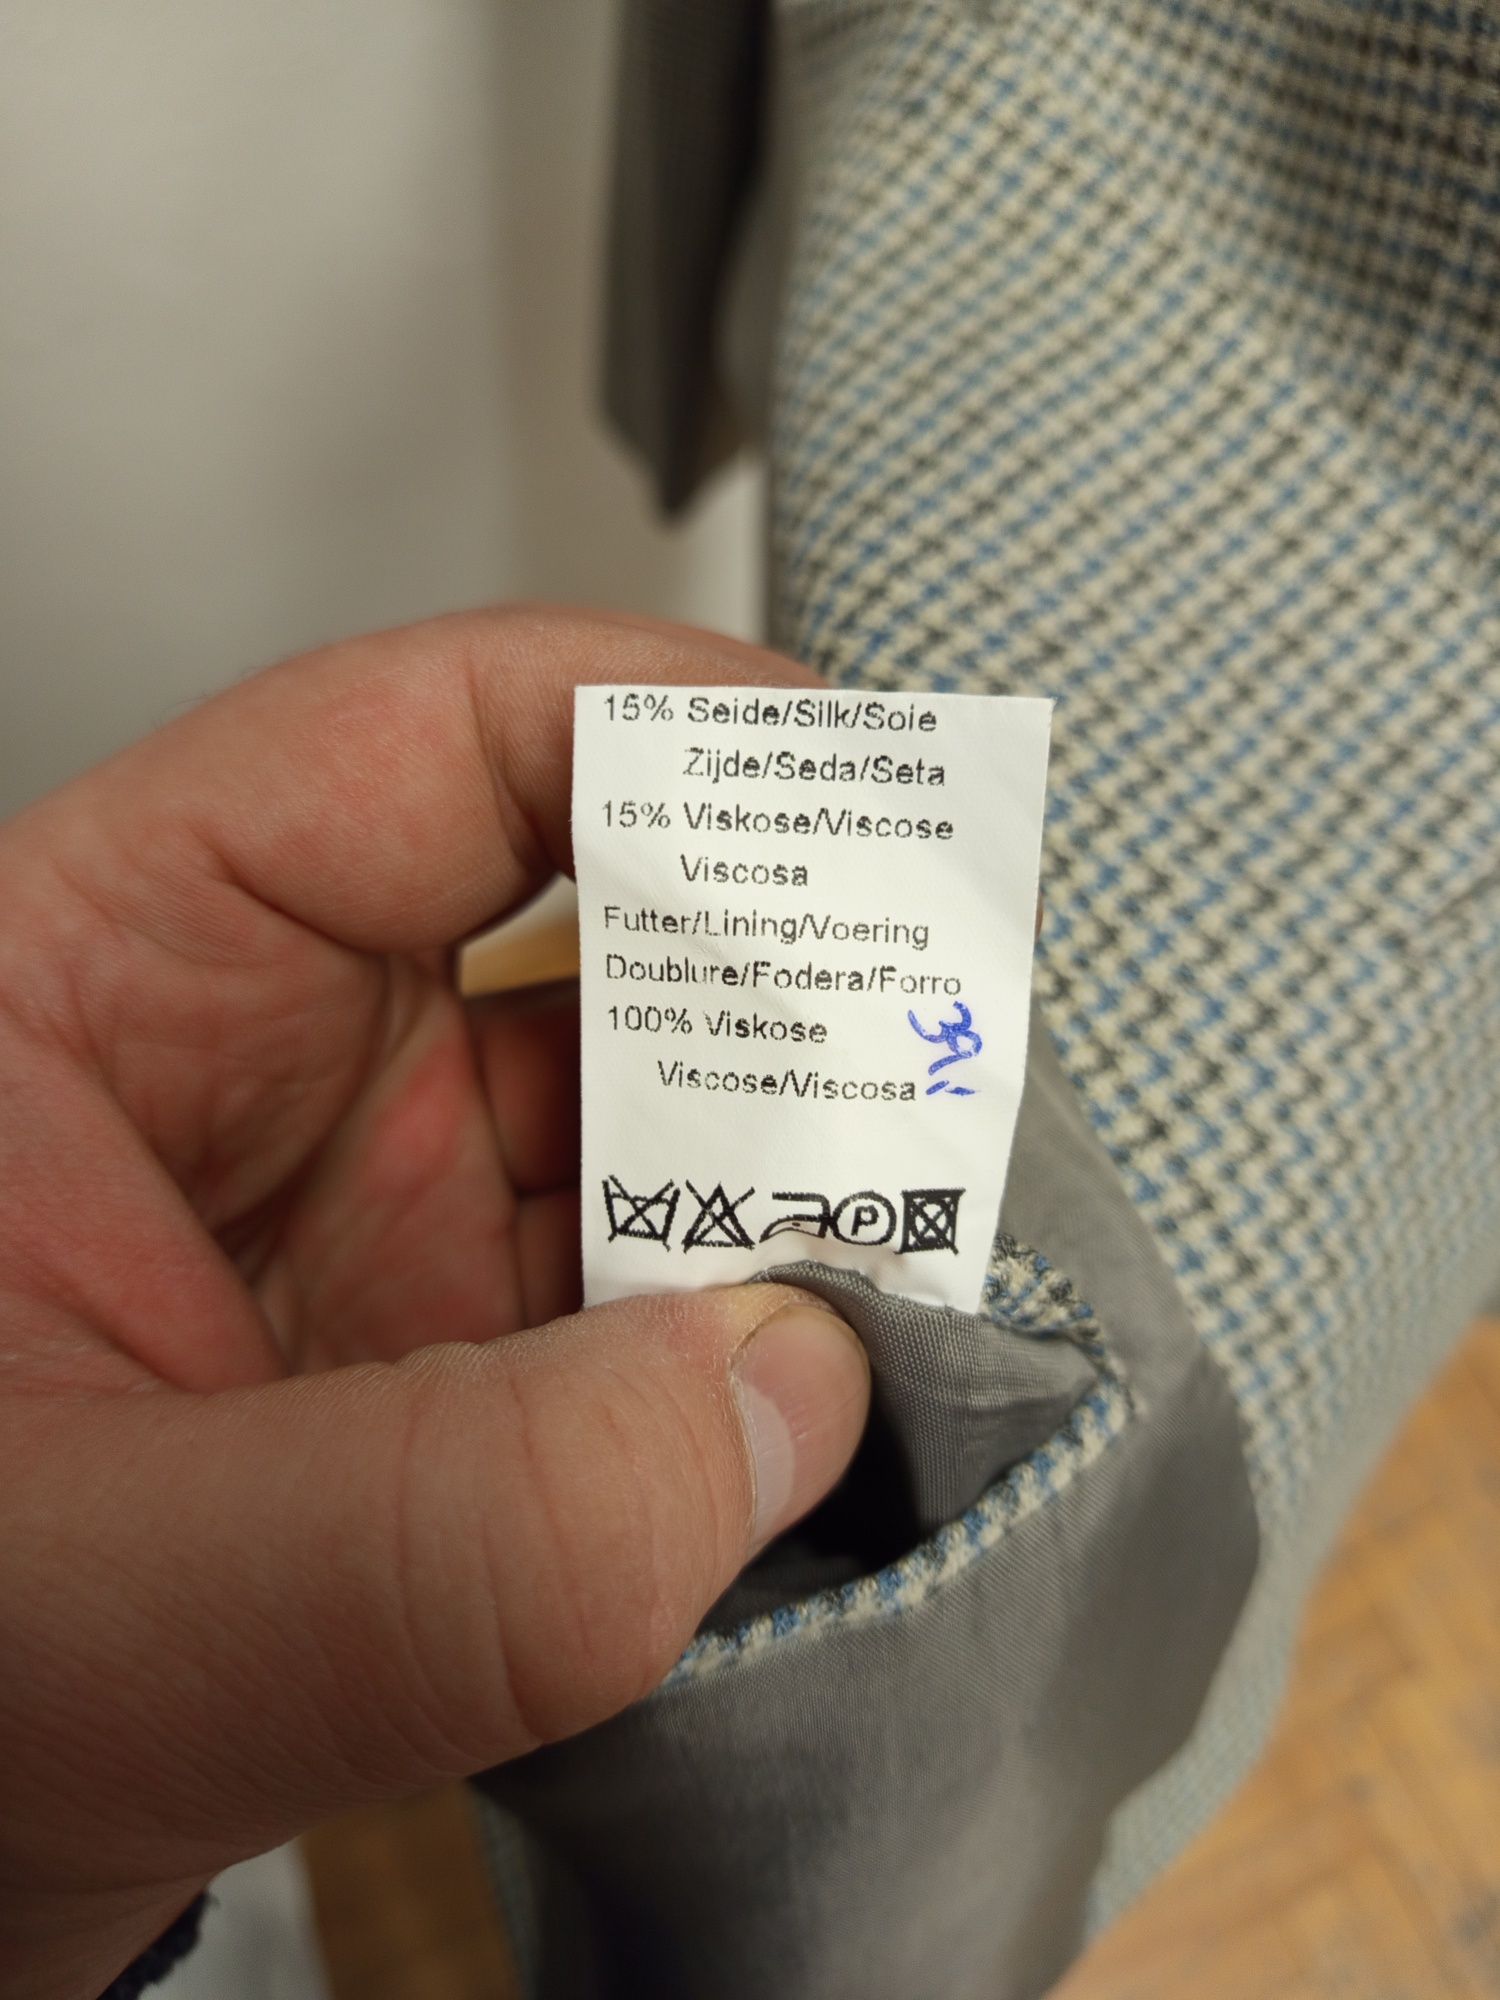 15% Seide/Silk/Soie
Zijde/Seda/Seta
15% Viskose/Viscose
Viscosa
Futter/Lining/Voering
Doublure/Fodera/Forro
100% Viskose
Viscose/Viscosa
P